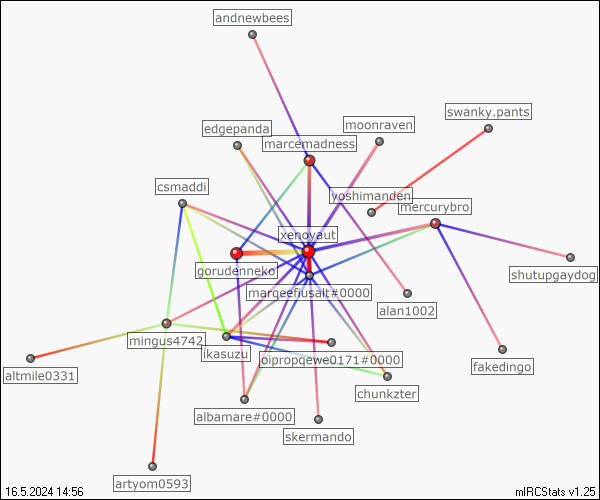 andnewbees
swanky.pants
moonraven
edgepanda
marcemadness
csmaddi
yoshimanden
mercurybro
xenoyaut
gorudenneko
shutupgaydog
marqeefusalt#0000
alan1002
mingus4742
ikasuzu
oipropqewe0171#0000
altmile0331
fakedingo
chunkzter
albamare#0000
skermando
artyom0593
16.5.2024 14:56
mIRCStats v1.25